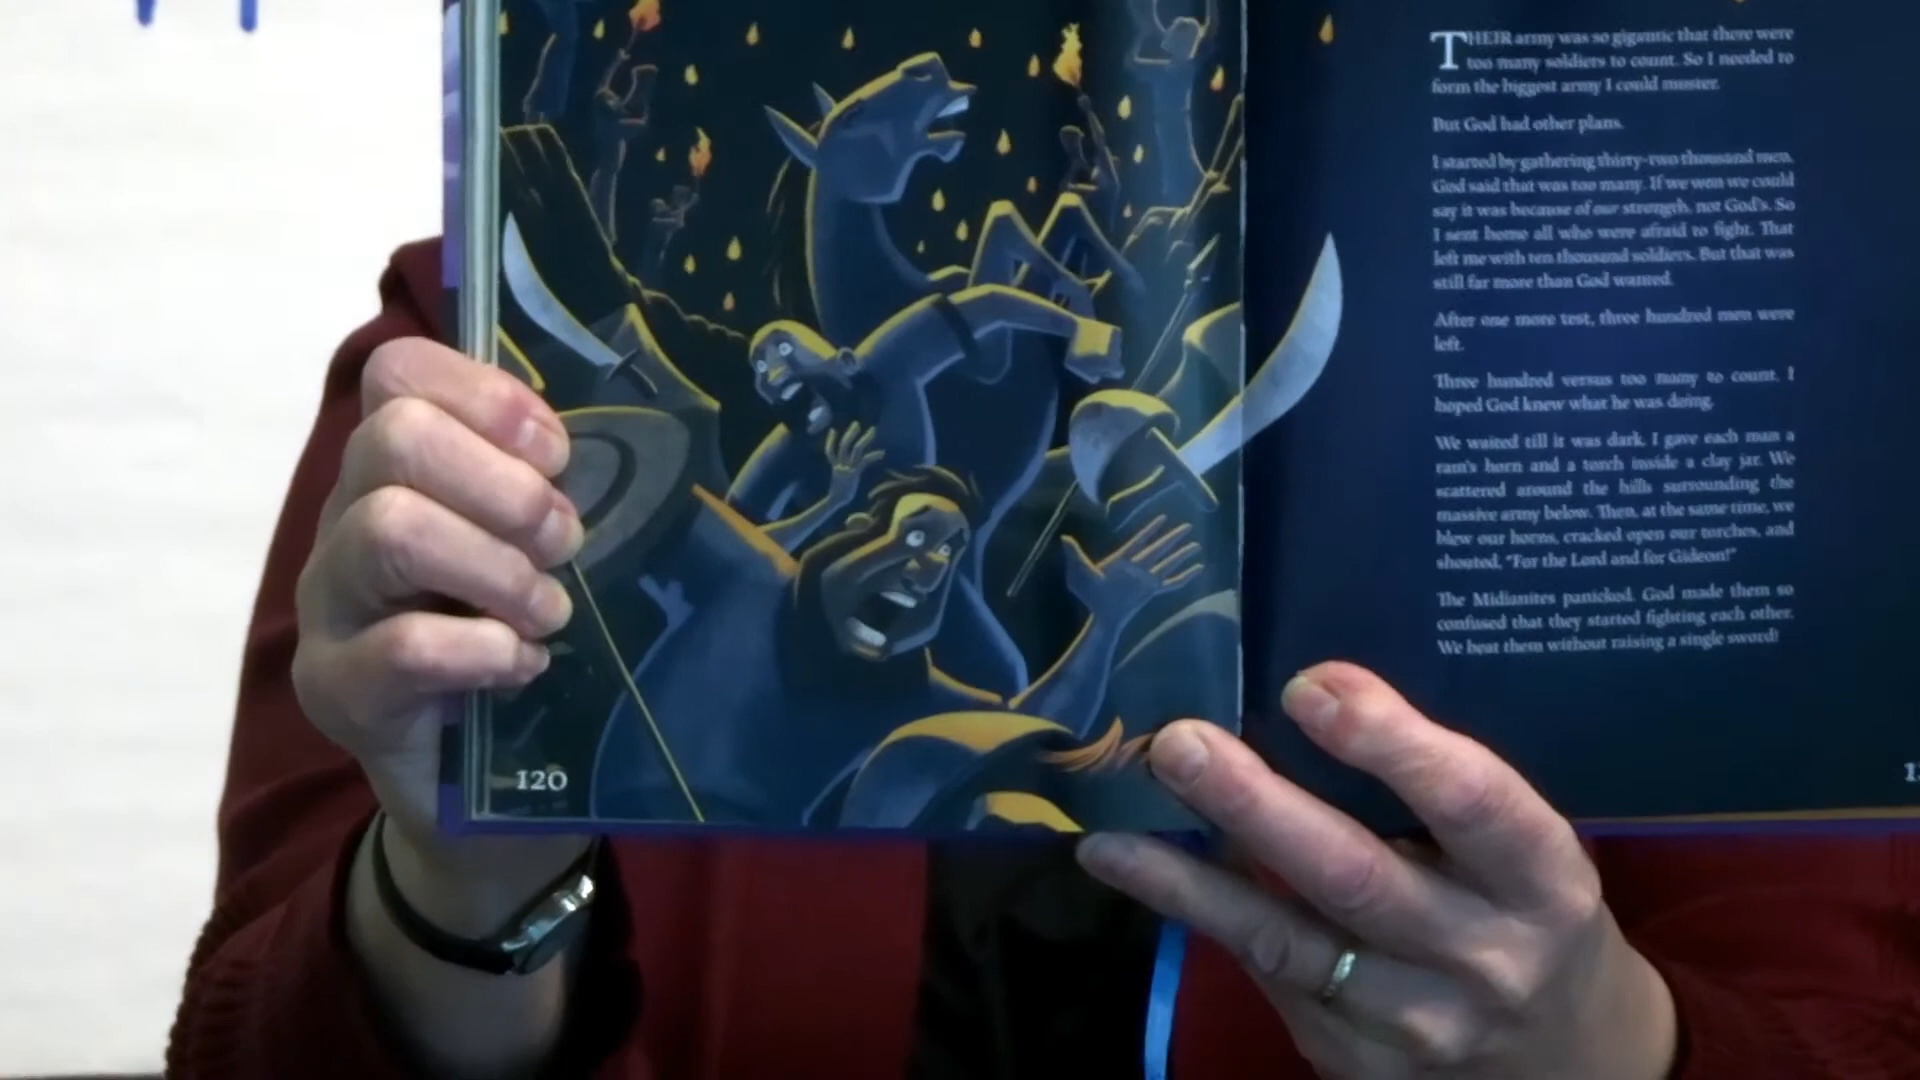 THEIR army was so gigantic that there were
too many soldiers to count. So I needed to
form the biggest army I could muster.
But God had other plans.
I started by gathering thirty-two thousand men.
God said that was too many. If we won we could
say it was because of our strength, not God's. So
I sent home all who were afraid to fight. That
left me with ten thousand soldiers. But that was
still far more than God wanted.
After one more test, three hundred men were
left.
Three hundred versus too many to count. I
hoped God knew what he was doing.
We waited till it was dark. I gave each man a
ram's horn and a torch inside a clay jar. We
scattered around the hills surrounding the
massive army below. Then, at the same time, we
blew our horns, cracked open our torches, and
shouted, "For the Lord and for Gideon!"
The Midianites panicked. God made them so
confused that they started fighting each other.
We beat them without raising a single sword!
120